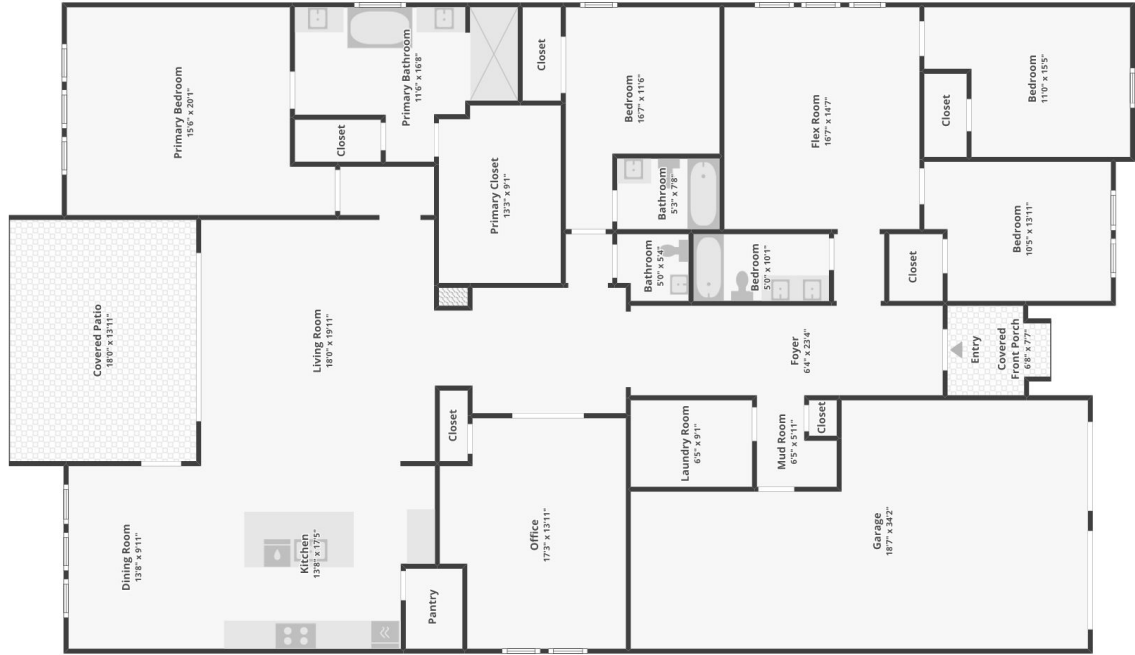 Primary Bedroom
15'6" x 20'1"
Primary Bathroom
11'6" x 16'8"
Closet
Closet
Primary Closet
13'3" x 9'1"
Bedroom
16'7" x 11'6"
Flex Room
16'7" x 14'7"
Bedroom
11'0" x 15'5"
Closet
Bathroom
5'3" x 7'8"
Bathroom
5'0" x 5'4"
Bedroom
5'0" x 10'1"
Closet
Bedroom
10'5" x 13'11"
Covered Patio
18'0" x 13'11"
Living Room
18'0" x 19'11"
Foyer
6'4" x 23'4"
Entry
Covered
Front Porch
6'8" x 7'7"
Closet
Laundry Room
6'5" x 9'1"
Mud Room
6'5" x 5'11"
Closet
Dining Room
13'8" x 9'11"
Kitchen
13'8" x 17'5"
Pantry
Office
17'3" x 13'11"
Garage
18'7" x 34'2"